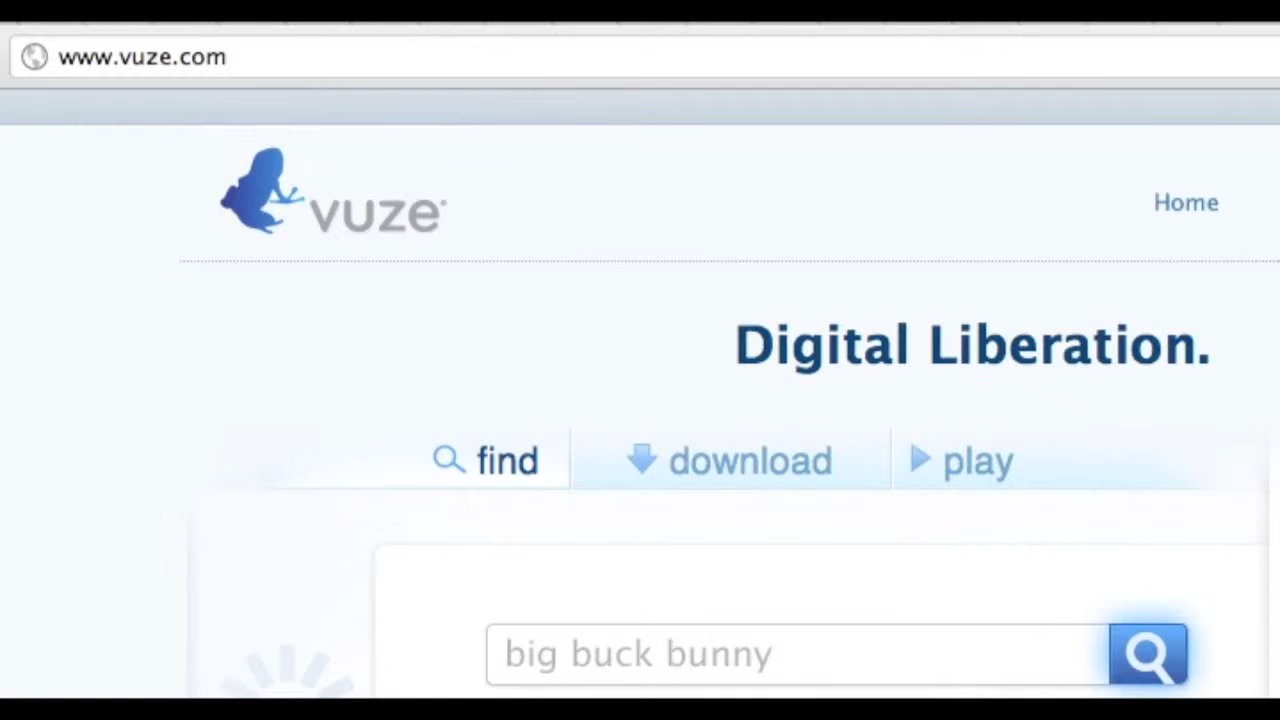 www.vuze.com
vuze
Home
Digital Liberation.
find
download
play
big buck bunny